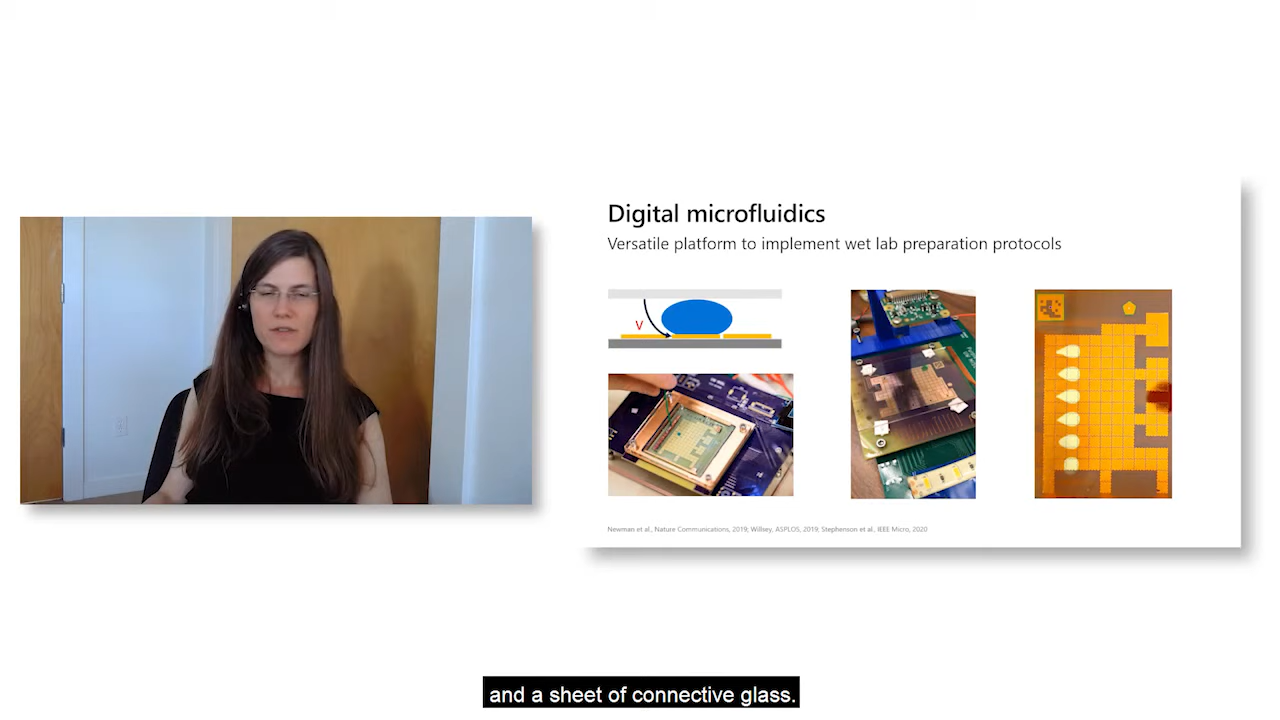 Digital microfluidics
Versatile platform to implement wet lab preparation protocols
V
Newman et al., Nature Communications, 2019; Willsey, ASPLOS, 2019; Stephenson et al., IEEE Micro, 2020
and a sheet of connective glass.